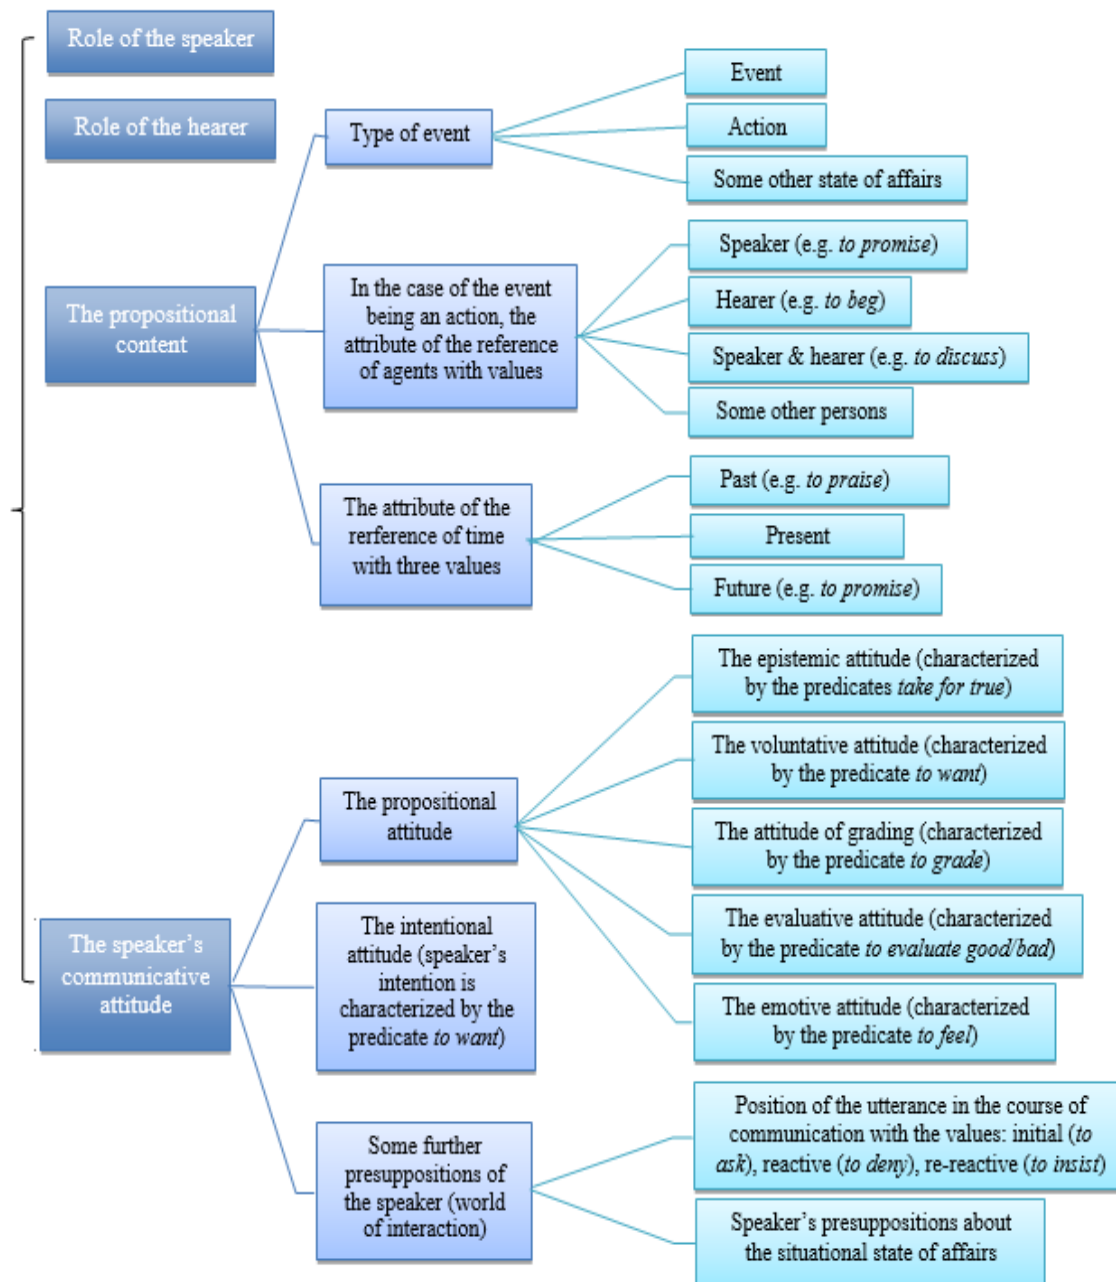 Role of the speaker
Role of the hearer
Type of event
Event
Action
Some other state of affairs
The propositional
content
In the case of the event
being an action, the
attribute of the reference
of agents with values
Speaker (e.g. to promise)
Hearer (e.g. to beg)
Speaker & hearer (e.g. to discuss)
Some other persons
The attribute of the
rerference of time
with three values
Past (e.g. to praise)
Present
Future (e.g. to promise)
The speaker’s
communicative
attitude
The propositional
attitude
The epistemic attitude (characterized
by the predicates take for true)
The voluntative attitude (characterized
by the predicate to want)
The attitude of grading (characterized
by the predicate to grade)
The evaluative attitude (characterized
by the predicate to evaluate good/bad)
The emotive attitude (characterized
by the predicate to feel)
The intentional
attitude (speaker’s
intention is
characterized by the
predicate to want)
Some further
presuppositions of
the speaker (world
of interaction)
Position of the utterance in the course of
communication with the values: initial (to
ask), reactive (to deny), re-reactive (to insist)
Speaker’s presuppositions about
the situational state of affairs